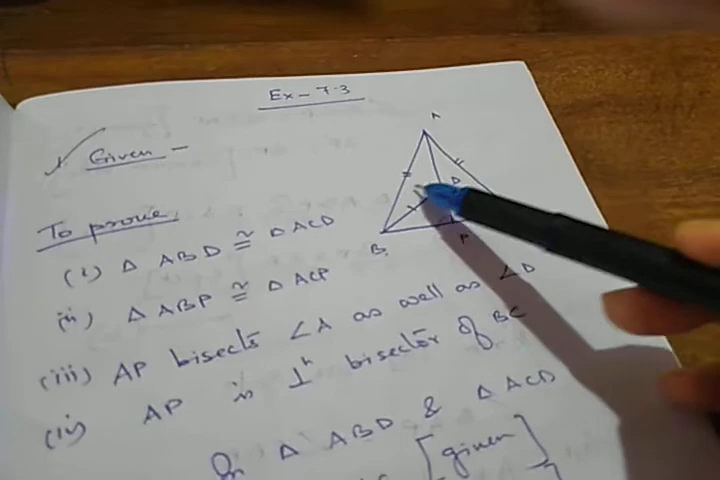 Ex - 7.3
Given -
A
D
B
P
To prove
(i) Δ ABD ≅ Δ ACD
(ii) Δ ABP ≅ Δ ACP
(iii) AP bisects ∠A as well as ∠D
(iv) AP is ⊥r bisector of BC
In Δ ABD & Δ ACD
[given]